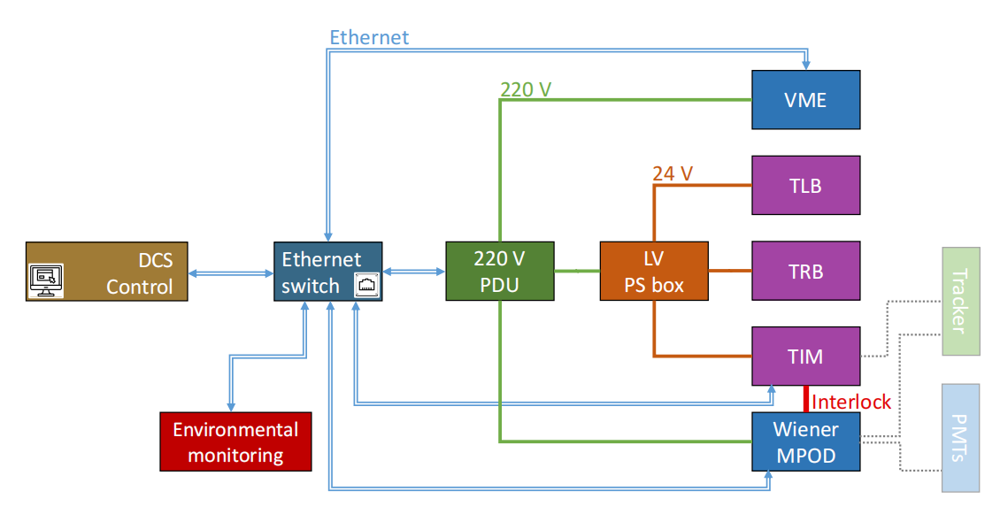 Ethernet
220 V
VME
24 V
TLB
DCS
Control
Ethernet
switch
220 V
PDU
LV
PS box
TRB
Tracker
TIM
Interlock
Environmental
monitoring
Wiener
MPOD
PMTs